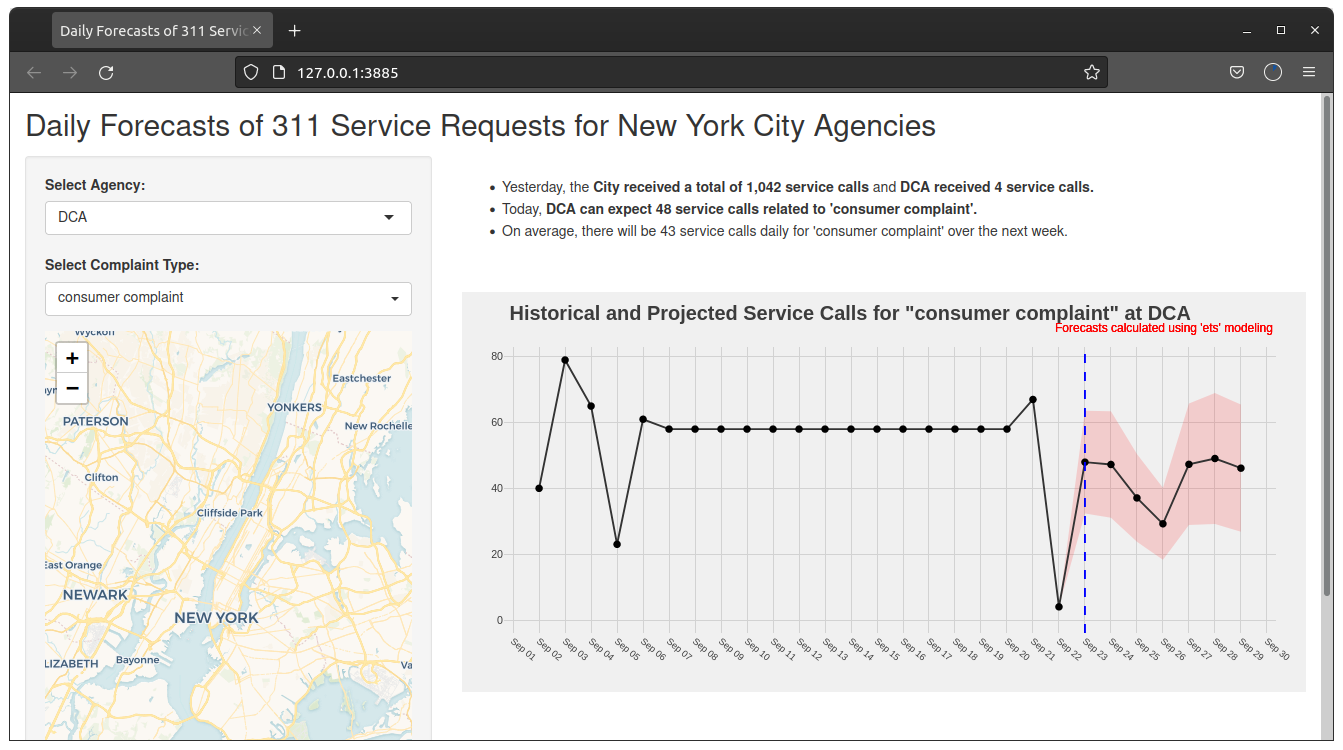 Daily Forecasts of 311 Servic
127.0.0.1:3885
Daily Forecasts of 311 Service Requests for New York City Agencies
Select Agency:
DCA
Select Complaint Type:
consumer complaint
+
−
Wyckoff
Eastchester
YONKERS
PATERSON
New Rochelle
Clifton
Cliffside Park
East Orange
NEWARK
NEW YORK
LIZABETH
Bayonne
Va
• Yesterday, the City received a total of 1,042 service calls and DCA received 4 service calls.
• Today, DCA can expect 48 service calls related to 'consumer complaint'.
• On average, there will be 43 service calls daily for 'consumer complaint' over the next week.
Historical and Projected Service Calls for "consumer complaint" at DCA
Forecasts calculated using 'ets' modeling
80
60
40
20
0
Sep 01
Sep 02
Sep 03
Sep 04
Sep 05
Sep 06
Sep 07
Sep 08
Sep 09
Sep 10
Sep 11
Sep 12
Sep 13
Sep 14
Sep 15
Sep 16
Sep 17
Sep 18
Sep 19
Sep 20
Sep 21
Sep 22
Sep 23
Sep 24
Sep 25
Sep 26
Sep 27
Sep 28
Sep 29
Sep 30